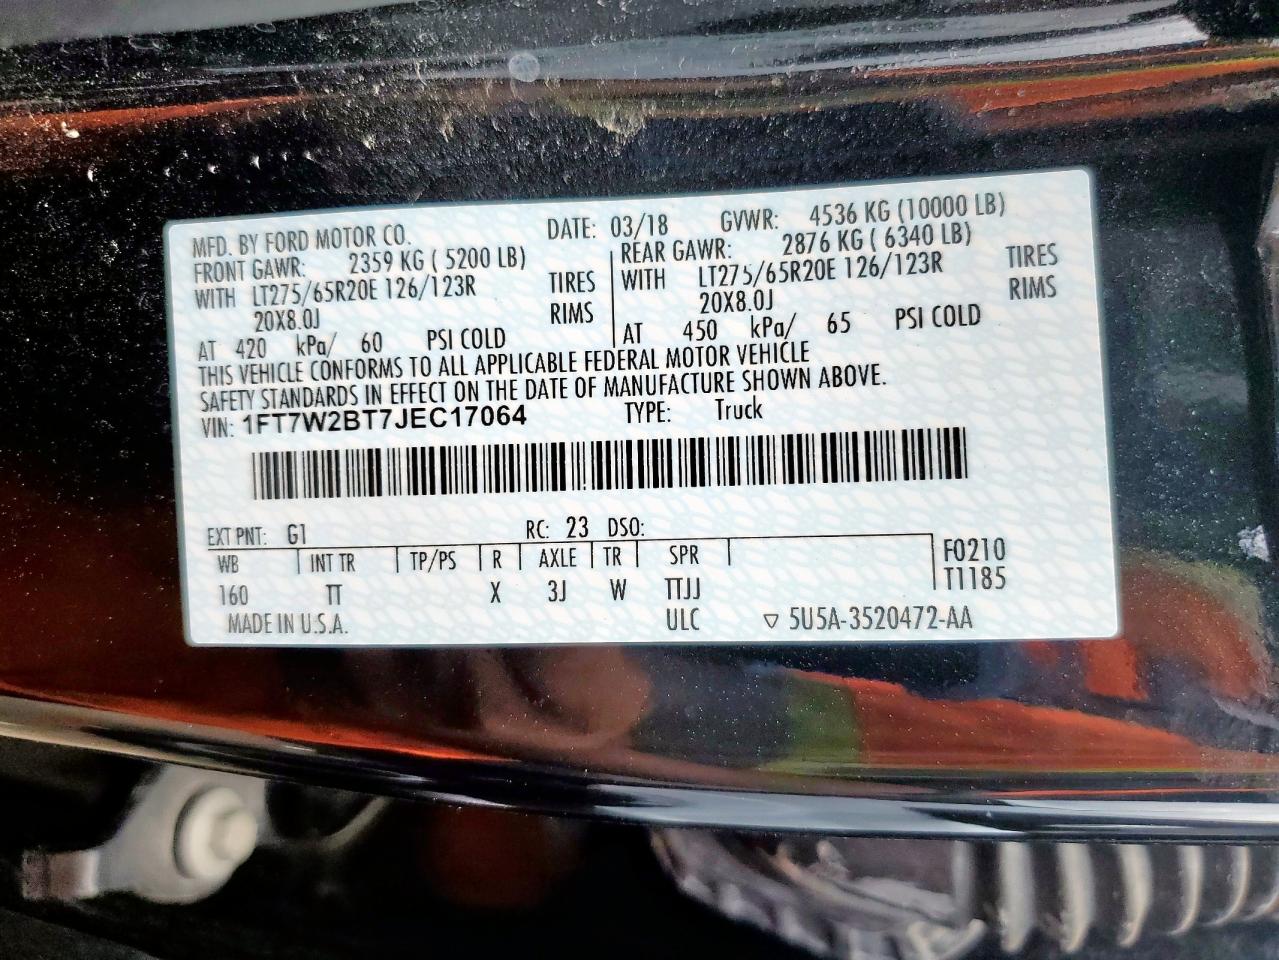 MFD. BY FORD MOTOR CO. DATE: 03/18 GVWR: 4536 KG (10000 LB)
FRONT GAWR: 2359 KG ( 5200 LB) REAR GAWR: 2876 KG ( 6340 LB)
WITH LT275/65R20E 126/123R TIRES WITH LT275/65R20E 126/123R TIRES
20X8.0J RIMS 20X8.0J RIMS
AT 420 kPa/ 60 PSI COLD AT 450 kPa/ 65 PSI COLD
THIS VEHICLE CONFORMS TO ALL APPLICABLE FEDERAL MOTOR VEHICLE
SAFETY STANDARDS IN EFFECT ON THE DATE OF MANUFACTURE SHOWN ABOVE.
VIN: 1FT7W2BT7JEC17064 TYPE: Truck
EXT PNT: G1 RC: 23 DSO:
WB INT TR TP/PS R AXLE TR SPR F0210
160 TT X 3J W TTJJ T1185
MADE IN U.S.A. ULC ▽ 5U5A-3520472-AA